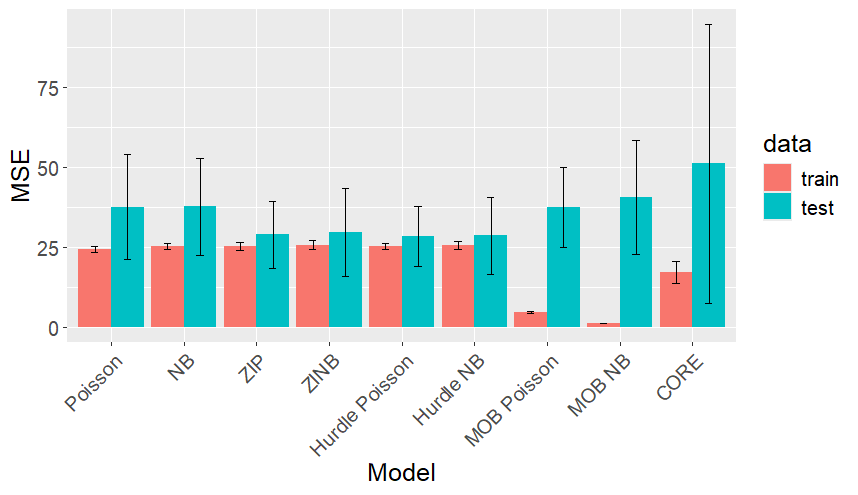 MSE
75
50
25
0
Poisson
NB
ZIP
ZINB
Hurdle Poisson
Hurdle NB
MOB Poisson
MOB NB
CORE
Model
data
train
test